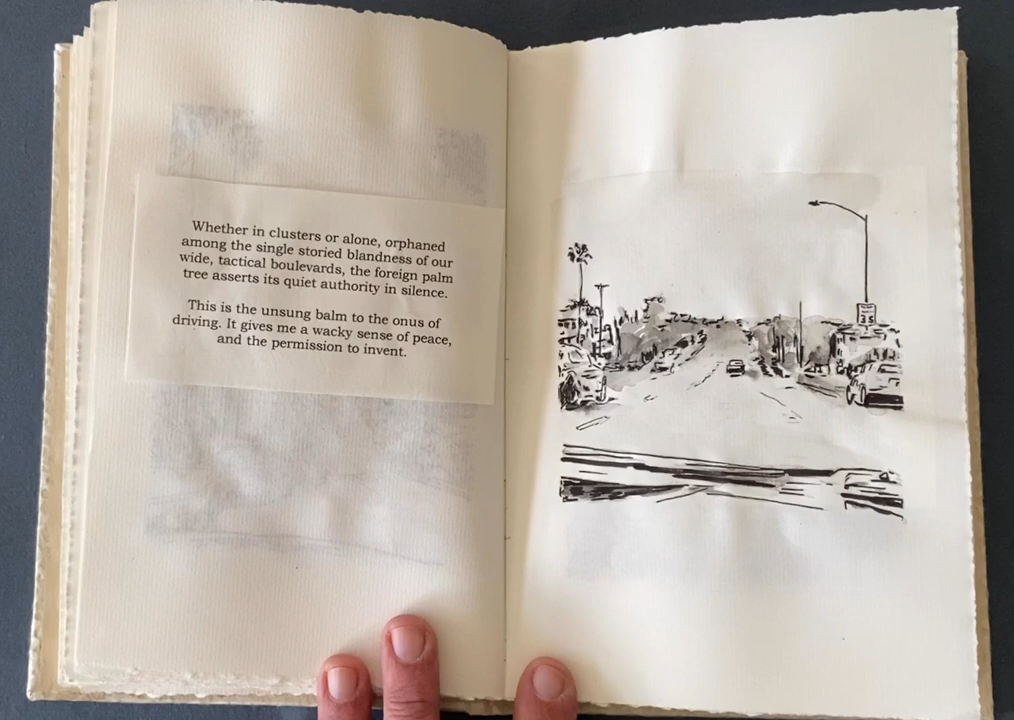 Whether in clusters or alone, orphaned
among the single storied blandness of our
wide, tactical boulevards, the foreign palm
tree asserts its quiet authority in silence.
This is the unsung balm to the onus of
driving. It gives me a wacky sense of peace,
and the permission to invent.
35